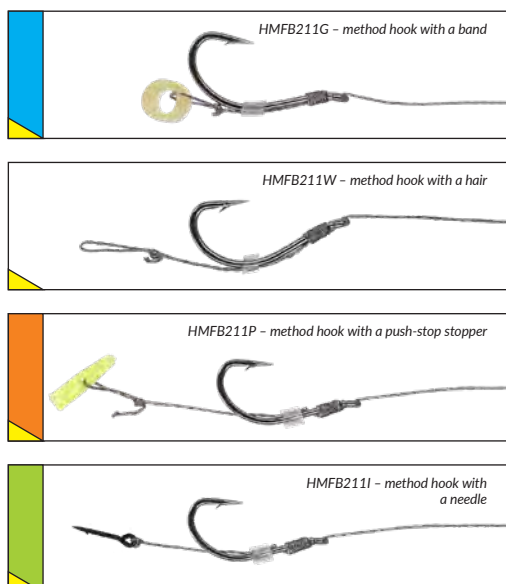 HMFB211G – method hook with a band
HMFB211W – method hook with a hair
HMFB211P – method hook with a push-stop stopper
HMFB211I – method hook with
a needle